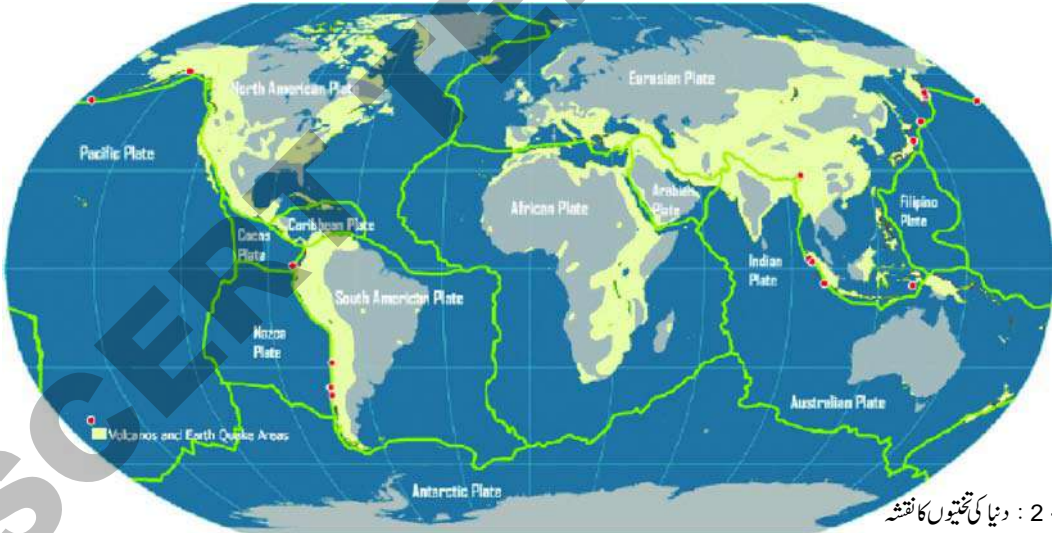 North American Plate
Eurasian Plate
Pacific Plate
African Plate
Arabian
Plate
Filipino
Plate
Caribbean Plate
Cocos
Plate
Indian
Plate
South American Plate
Nazca
Plate
Australian Plate
Volcanos and Earth Quake Areas
Antarctic Plate
2 : دنیا کی تختیوں کا نقشہ
SCERT TE